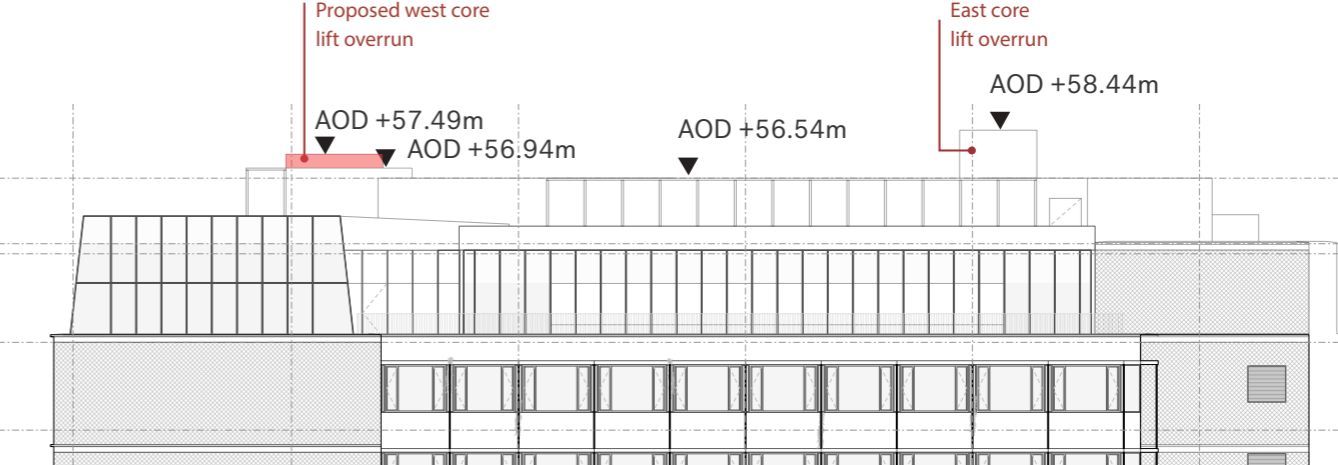 Proposed west core
lift overrun
East core
lift overrun
AOD +58.44m
AOD +57.49m
AOD +56.94m
AOD +56.54m